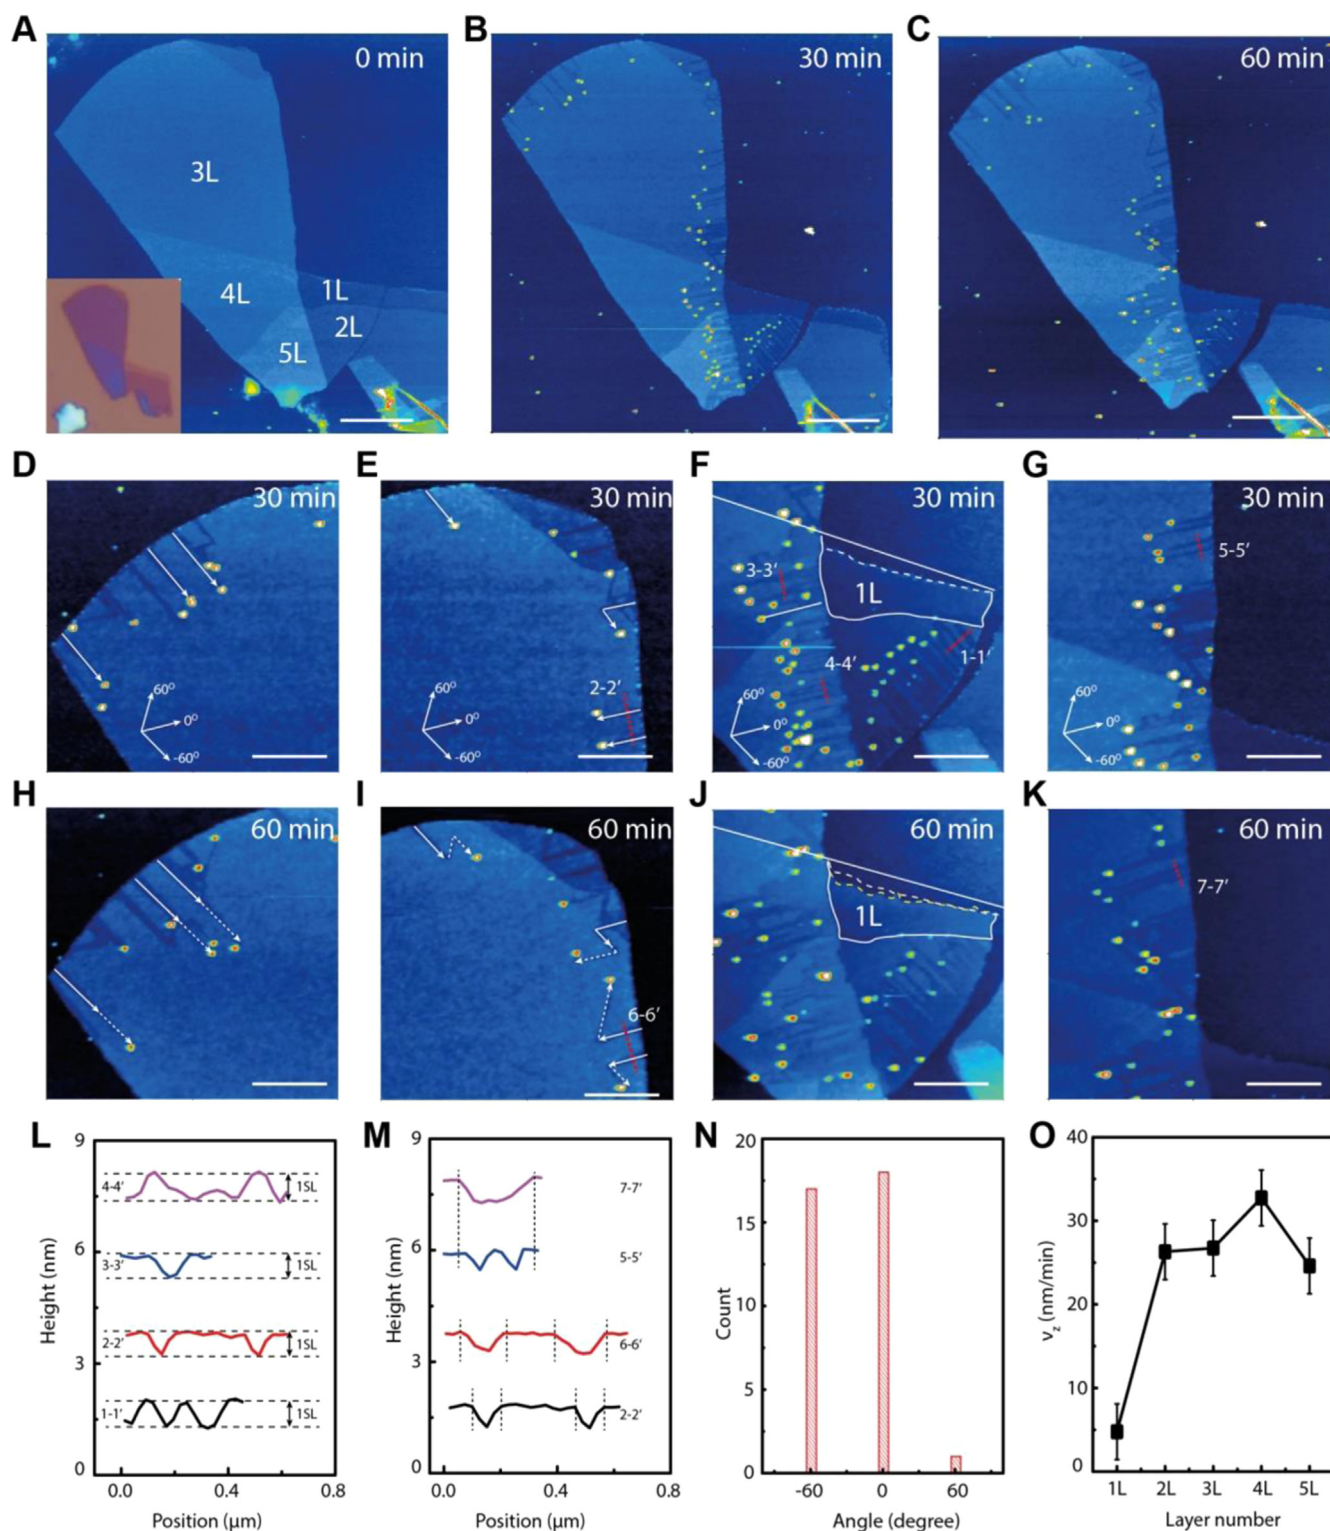 A
0 min
B
30 min
C
60 min
3L
4L
1L
2L
5L
D
30 min
60°
0°
-60°
E
30 min
2-2′
60°
0°
-60°
F
30 min
3-3′
1L
4-4′
1-1′
60°
0°
-60°
G
30 min
5-5′
60°
0°
-60°
H
60 min
I
60 min
6-6′
J
60 min
1L
K
60 min
7-7′
L
9
6
3
0
Height (nm)
4-4′
1SL
3-3′
1SL
2-2′
1SL
1-1′
1SL
0.0
0.4
0.8
Position (μm)
M
9
6
3
0
Height (nm)
7-7′
5-5′
6-6′
2-2′
0.0
0.4
0.8
Position (μm)
N
20
15
10
5
0
Count
-60
0
60
Angle (degree)
O
40
30
20
10
0
vz (nm/min)
1L
2L
3L
4L
5L
Layer number